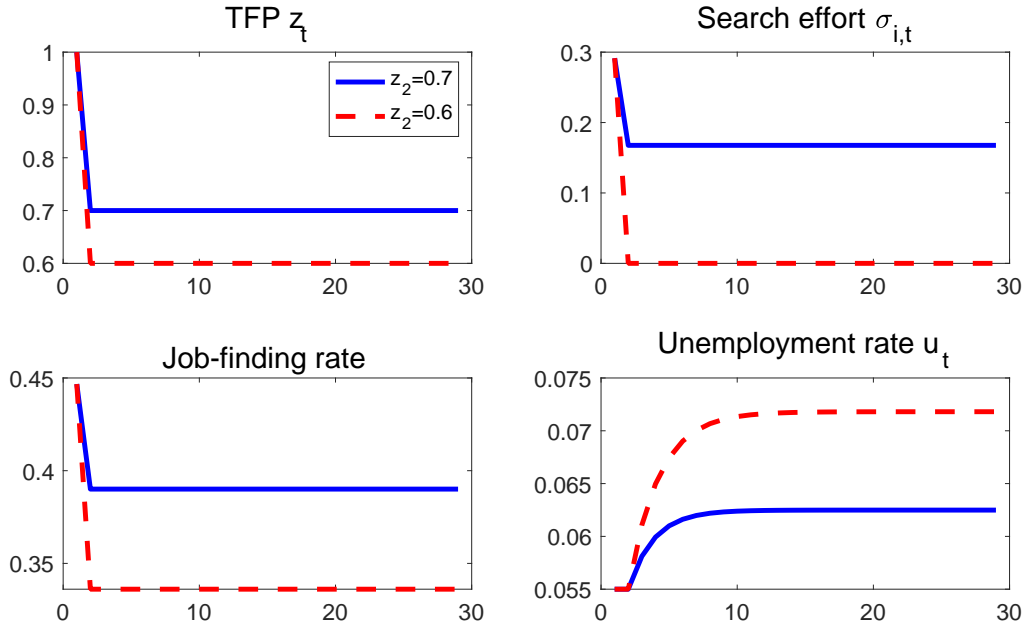 TFP z_t
1
0.9
0.8
0.7
0.6
0 10 20 30
z_2=0.7
z_2=0.6
Search effort σ_{i,t}
0.3
0.2
0.1
0
0 10 20 30
Job-finding rate
0.45
0.4
0.35
0 10 20 30
Unemployment rate u_t
0.075
0.07
0.065
0.06
0.055
0 10 20 30